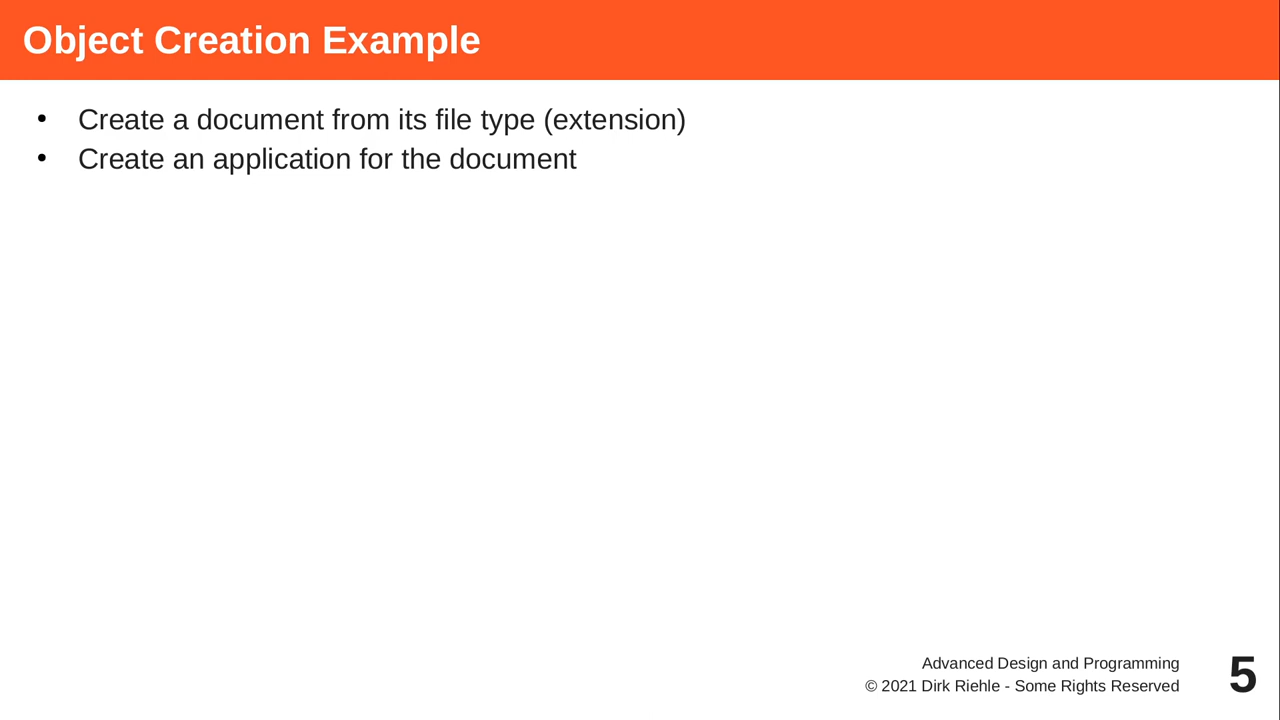 Object Creation Example
• Create a document from its file type (extension)
• Create an application for the document
Advanced Design and Programming
© 2021 Dirk Riehle - Some Rights Reserved
5